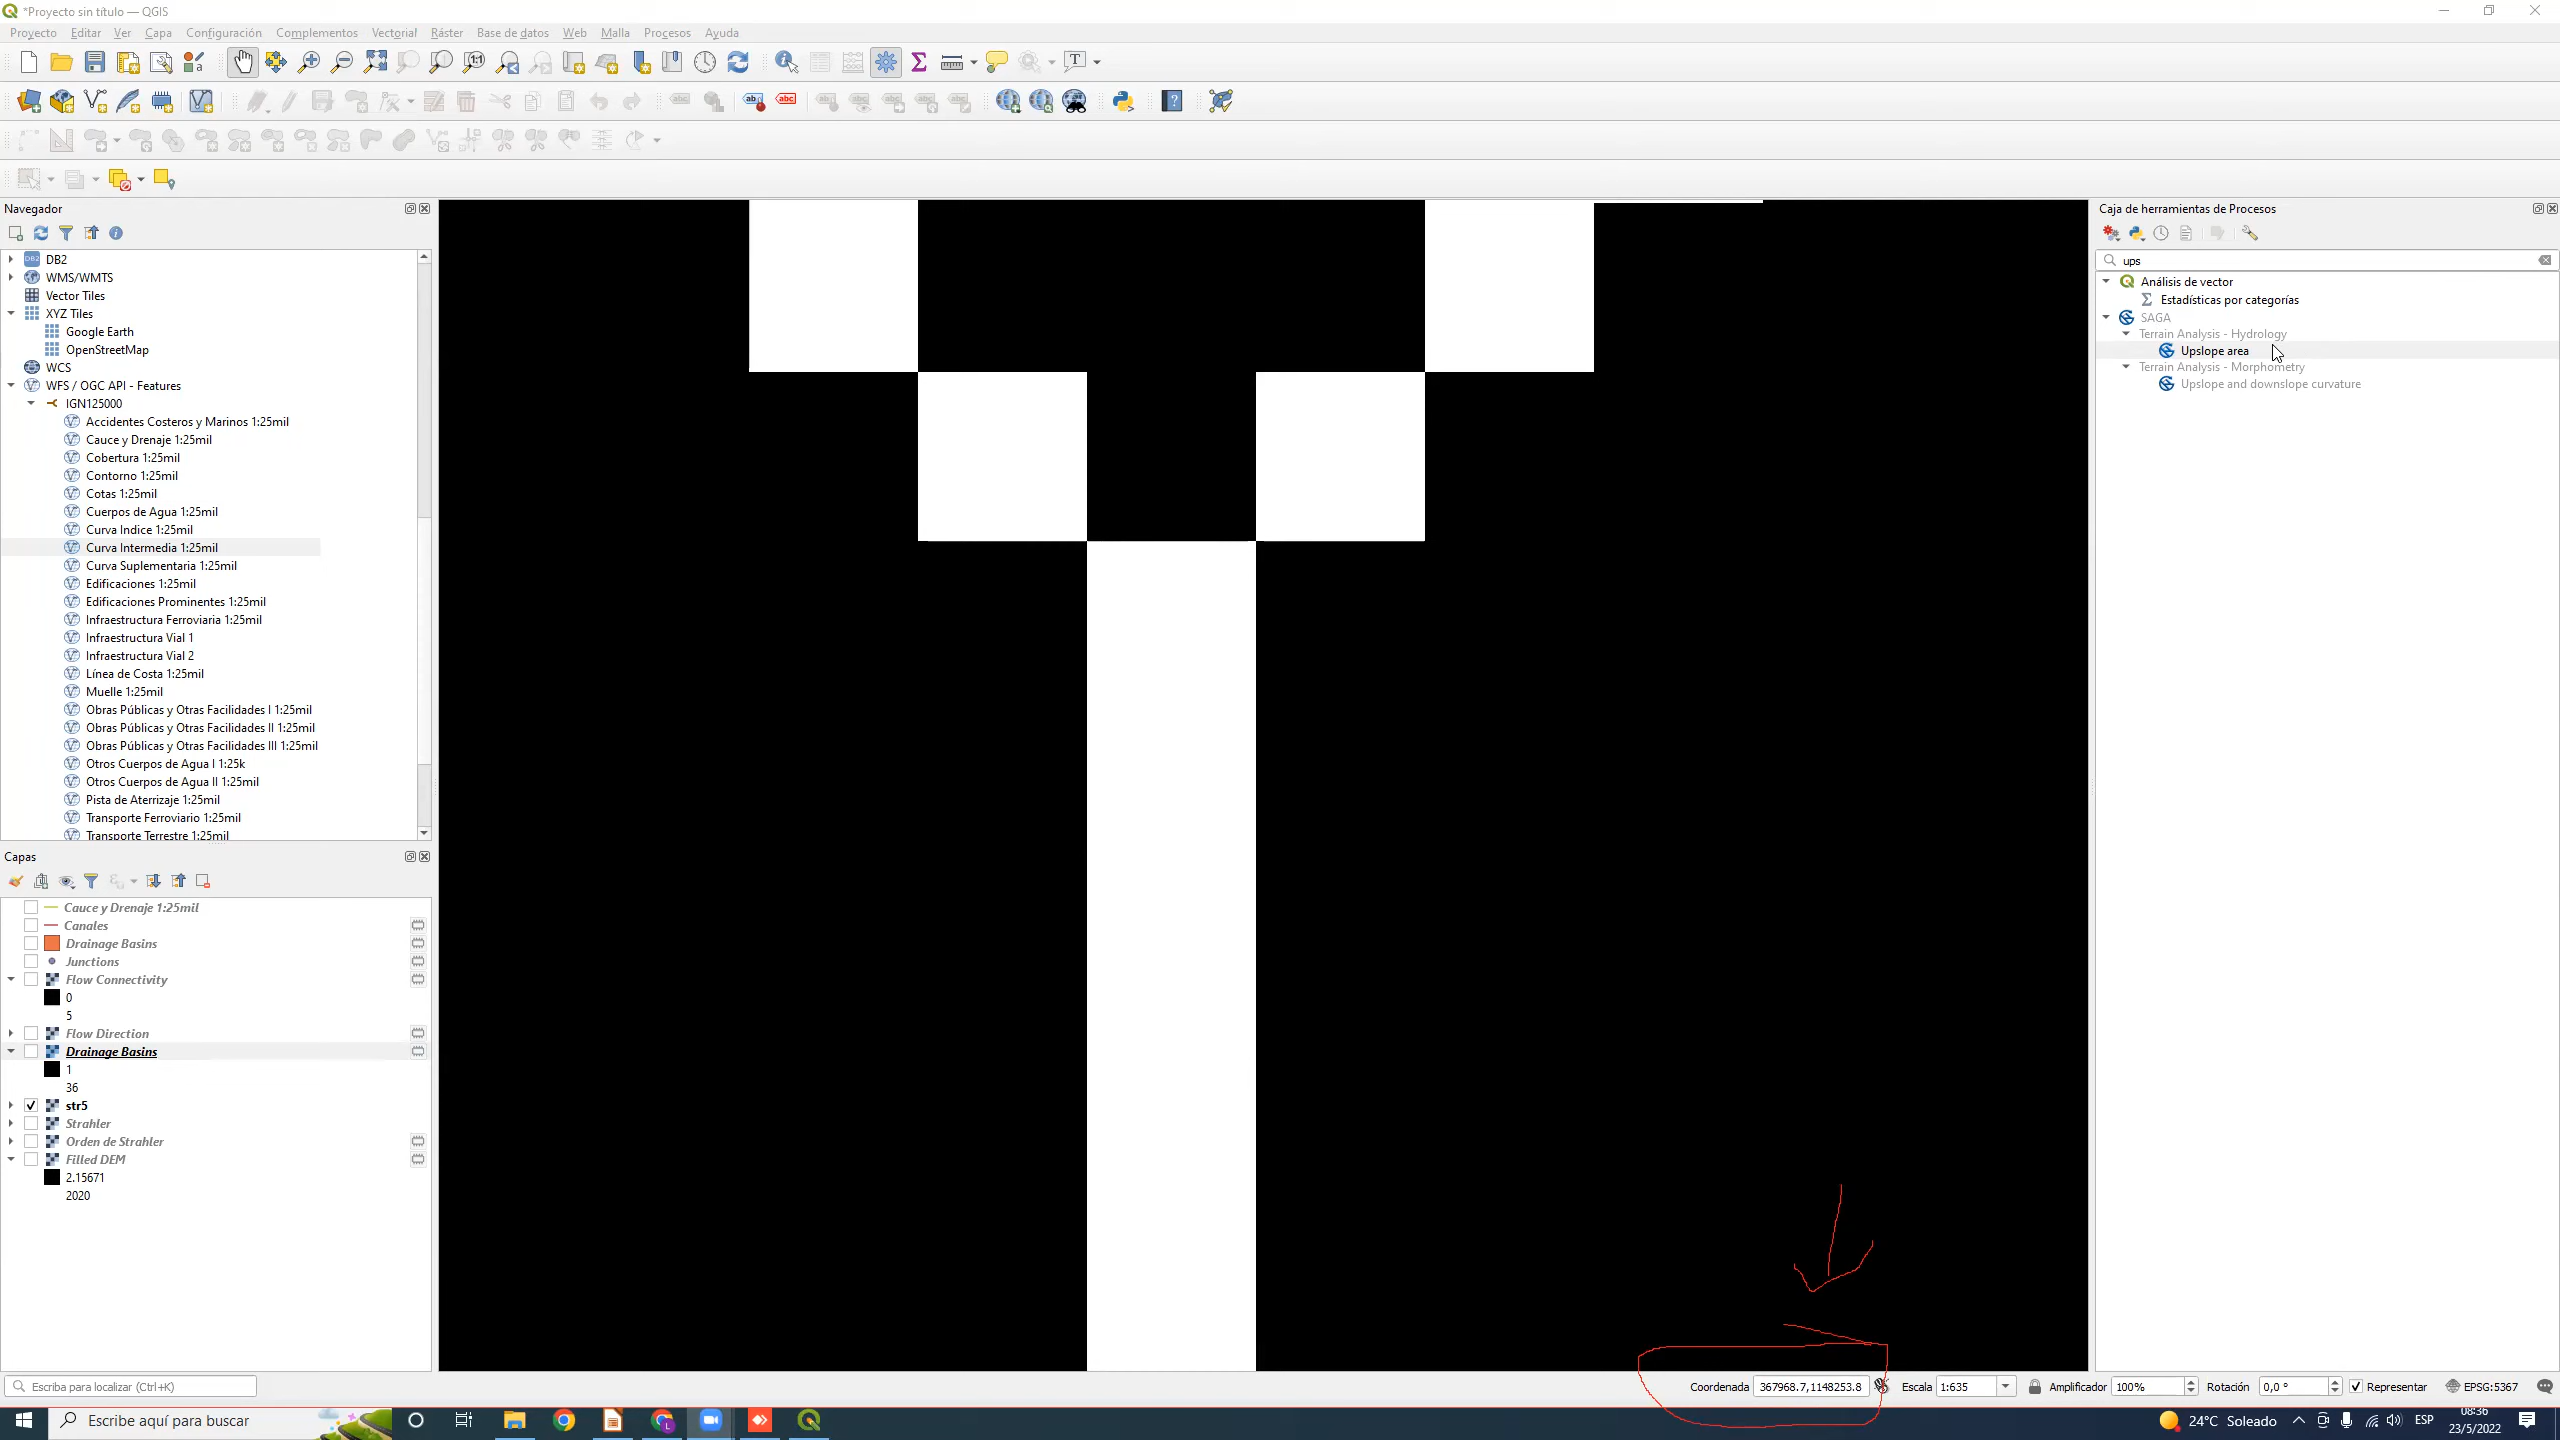 *Proyecto sin título — QGIS
Proyecto Editar Ver Capa Configuración Complementos Vectorial Ráster Base de datos Web Malla Procesos Ayuda
Navegador
DB2
WMS/WMTS
Vector Tiles
XYZ Tiles
Google Earth
OpenStreetMap
WCS
WFS / OGC API - Features
IGN125000
Accidentes Costeros y Marinos 1:25mil
Cauce y Drenaje 1:25mil
Cobertura 1:25mil
Contorno 1:25mil
Cotas 1:25mil
Cuerpos de Agua 1:25mil
Curva Indice 1:25mil
Curva Intermedia 1:25mil
Curva Suplementaria 1:25mil
Edificaciones 1:25mil
Edificaciones Prominentes 1:25mil
Infraestructura Ferroviaria 1:25mil
Infraestructura Vial 1
Infraestructura Vial 2
Línea de Costa 1:25mil
Muelle 1:25mil
Obras Públicas y Otras Facilidades I 1:25mil
Obras Públicas y Otras Facilidades II 1:25mil
Obras Públicas y Otras Facilidades III 1:25mil
Otros Cuerpos de Agua I 1:25k
Otros Cuerpos de Agua II 1:25mil
Pista de Aterrizaje 1:25mil
Transporte Ferroviario 1:25mil
Transporte Terrestre 1:25mil
Capas
Cauce y Drenaje 1:25mil
Canales
Drainage Basins
Junctions
Flow Connectivity
0
5
Flow Direction
Drainage Basins
1
36
str5
Strahler
Orden de Strahler
Filled DEM
2.15671
2020
Caja de herramientas de Procesos
ups
Análisis de vector
Estadísticas por categorías
SAGA
Terrain Analysis - Hydrology
Upslope area
Terrain Analysis - Morphometry
Upslope and downslope curvature
Escriba para localizar (Ctrl+K)
Coordenada 367968.7,1148253.8 Escala 1:635 Amplificador 100% Rotación 0,0 ° Representar EPSG:5367
Escribe aquí para buscar
24°C Soleado ESP
08:36
23/5/2022